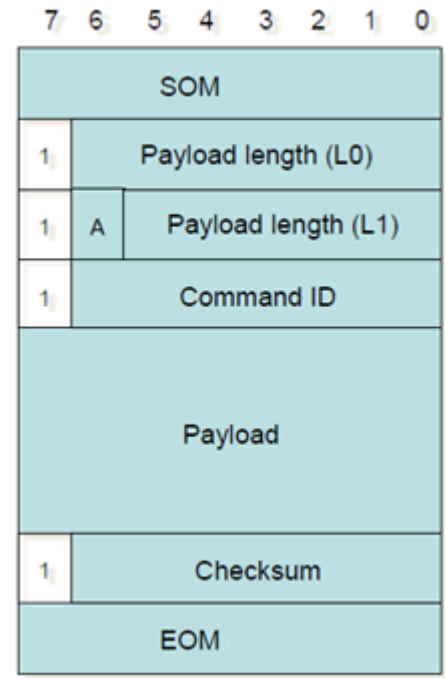 7 6 5 4 3 2 1 0
SOM
1 Payload length (L0)
1 A Payload length (L1)
1 Command ID
Payload
1 Checksum
EOM